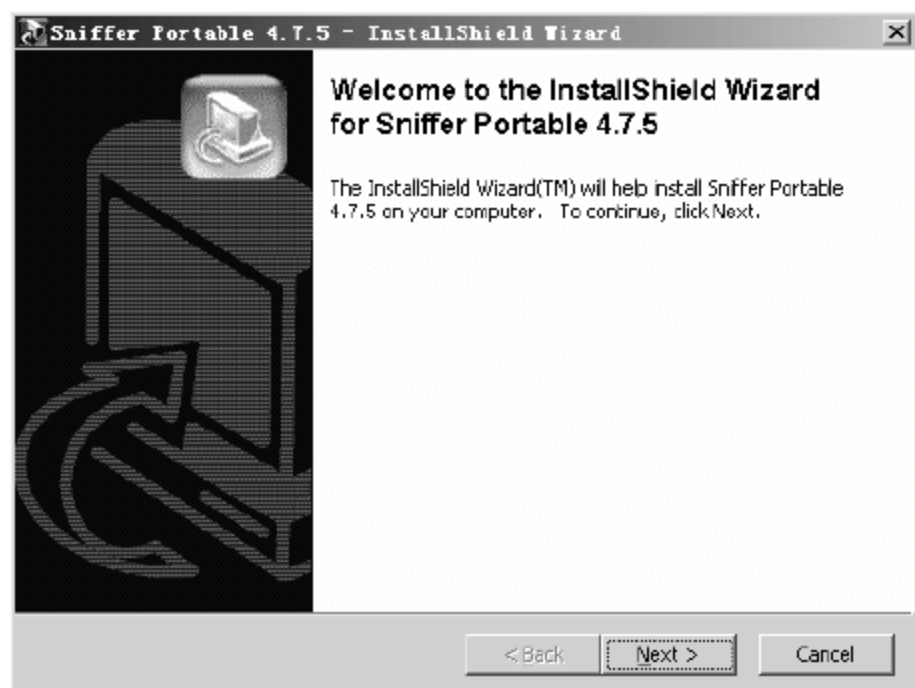 Sniffer Portable 4.7.5 - InstallShield Wizard
Welcome to the InstallShield Wizard
for Sniffer Portable 4.7.5
The InstallShield Wizard(TM) will help install Sniffer Portable
4.7.5 on your computer.   To continue, click Next.
< Back
Next >
Cancel